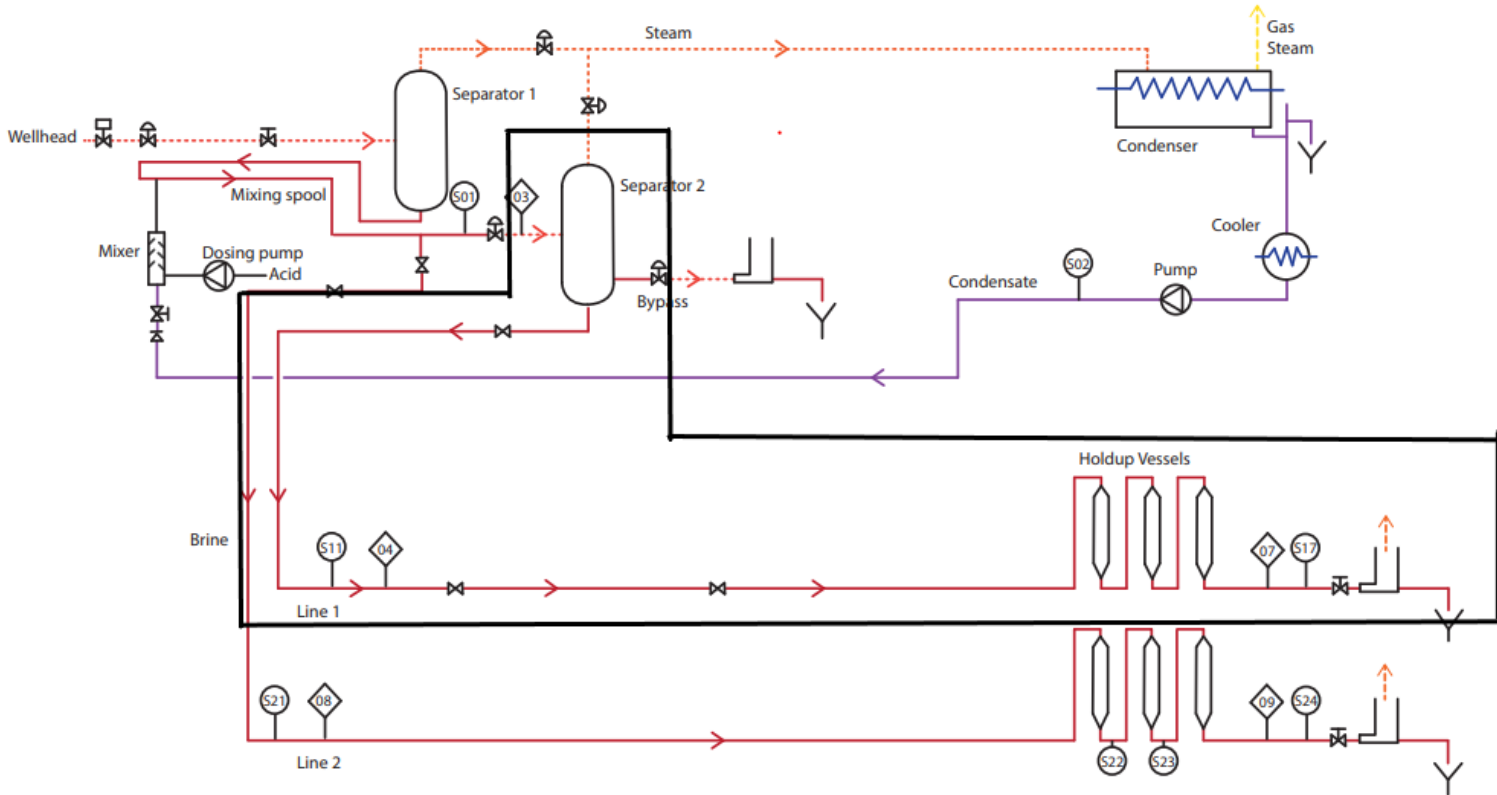 Steam
Gas
Steam
Separator 1
Wellhead
Condenser
Separator 2
Mixing spool
S01
03
Mixer
Dosing pump
Acid
Cooler
S02
Pump
Condensate
Bypass
Holdup Vessels
Brine
S11
04
07
S17
Line 1
S21
08
09
S24
Line 2
S22
S23